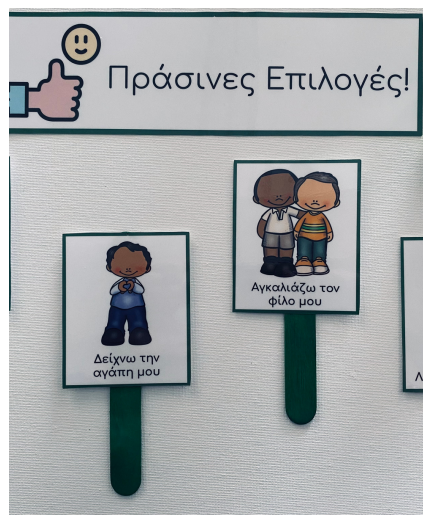 Πράσινες Επιλογές!
Αγκαλιάζω τον
φίλο μου
Δείχνω την
αγάπη μου